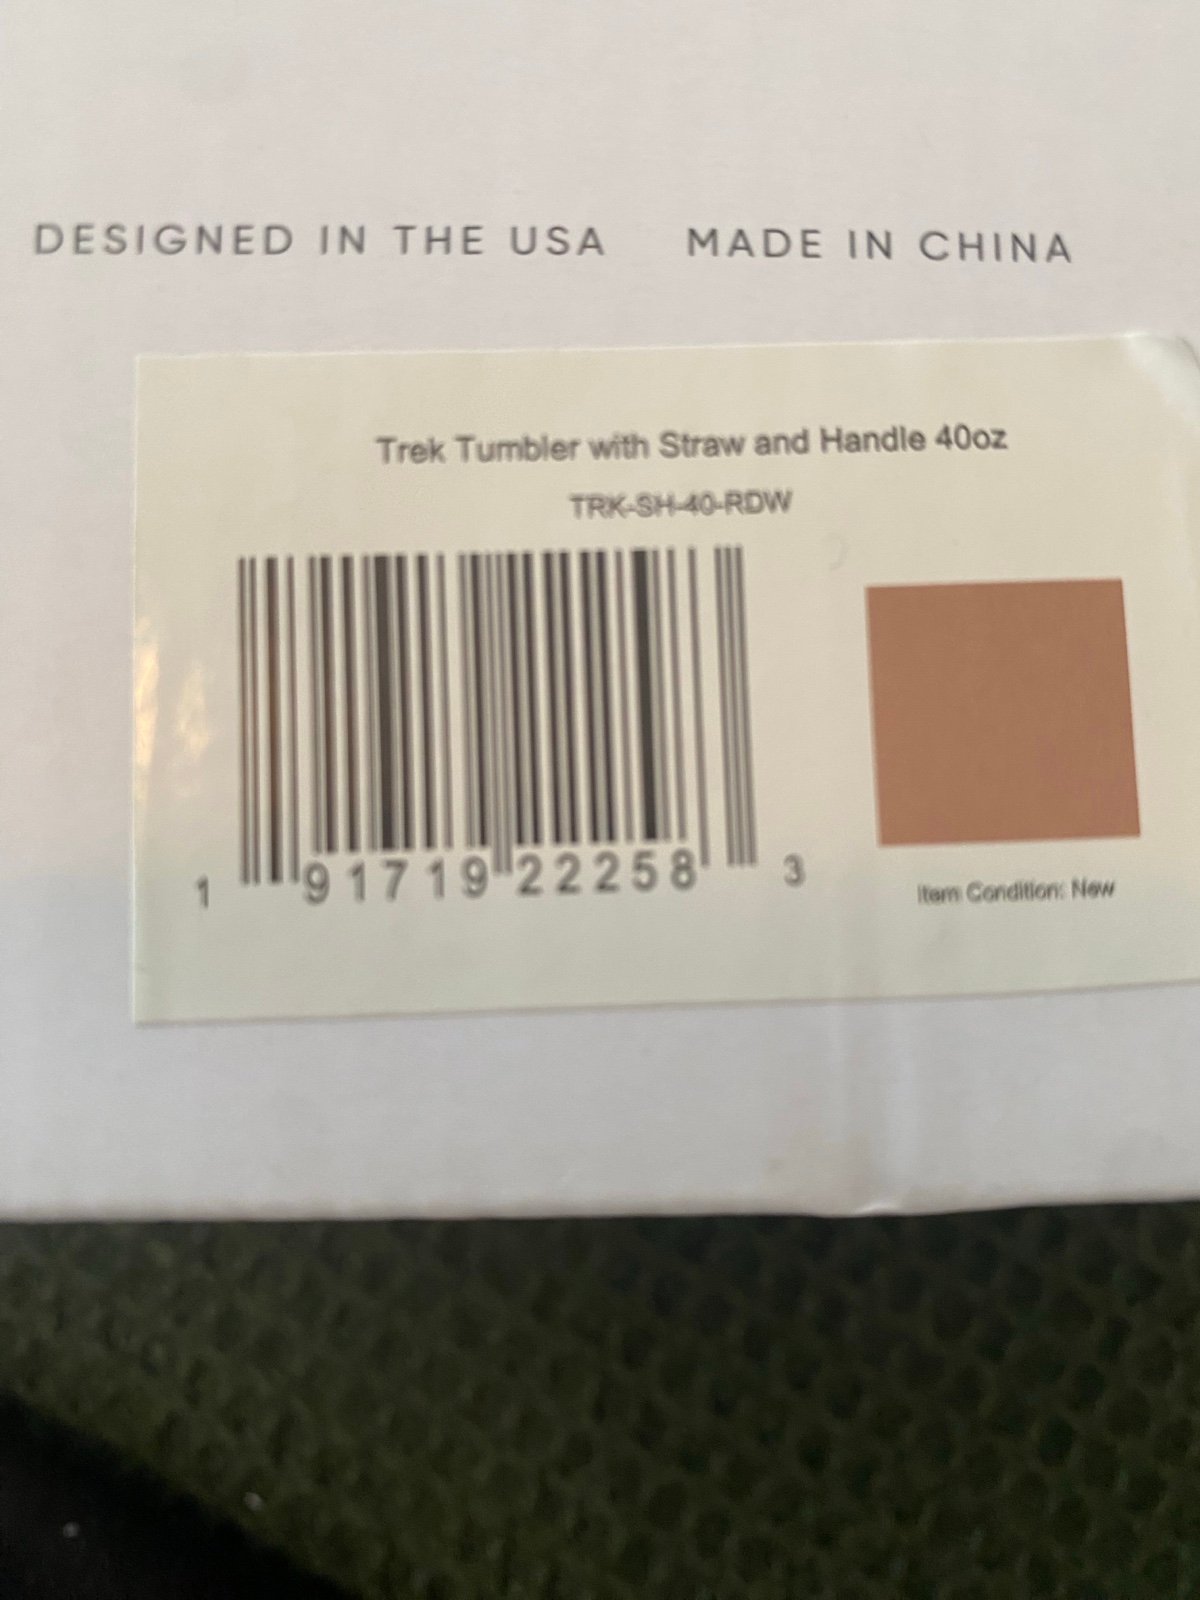 DESIGNED IN THE USA MADE IN CHINA
Trek Tumbler with Straw and Handle 40oz
TRK-SH-40-RDW
1 91719 22258 3
Item Condition: New